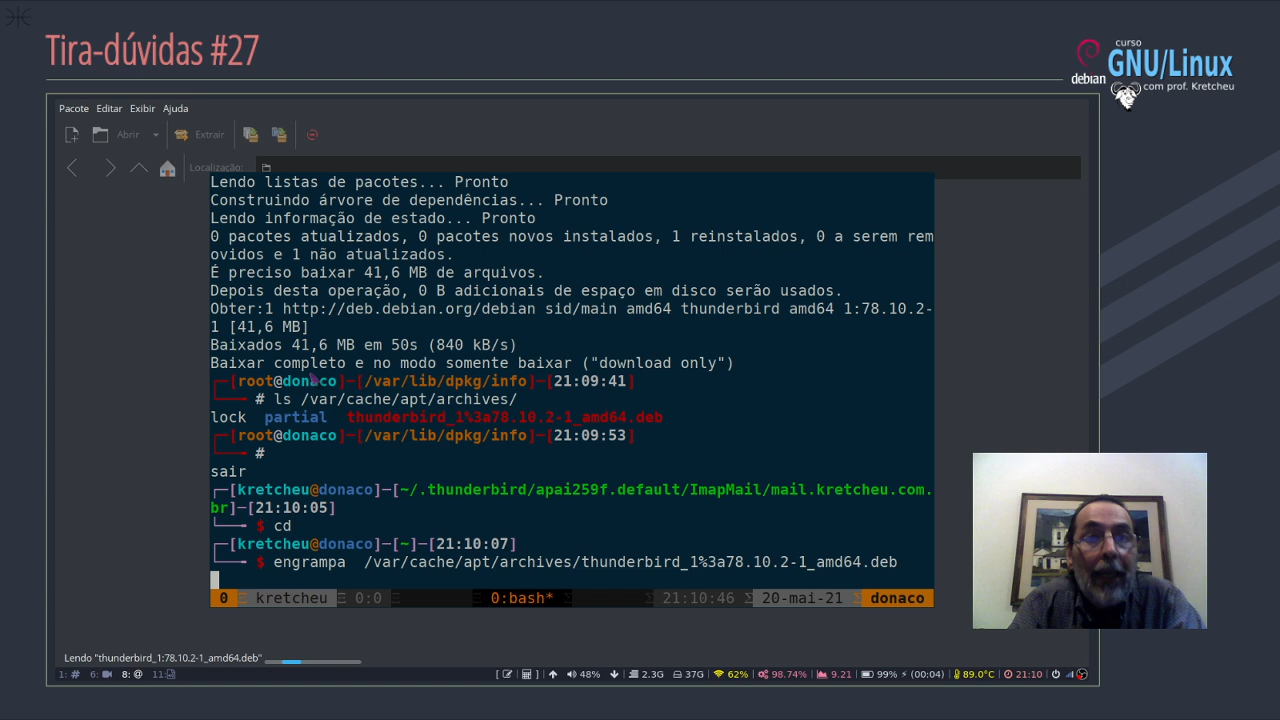 Tira-dúvidas #27
curso
GNU/Linux
debian
com prof. Kretcheu
Pacote Editar Exibir Ajuda
Abrir Extrair
Localização:
Lendo listas de pacotes... Pronto
Construindo árvore de dependências... Pronto
Lendo informação de estado... Pronto
0 pacotes atualizados, 0 pacotes novos instalados, 1 reinstalados, 0 a serem rem
ovidos e 1 não atualizados.
É preciso baixar 41,6 MB de arquivos.
Depois desta operação, 0 B adicionais de espaço em disco serão usados.
Obter:1 http://deb.debian.org/debian sid/main amd64 thunderbird amd64 1:78.10.2-
1 [41,6 MB]
Baixados 41,6 MB em 50s (840 kB/s)
Baixar completo e no modo somente baixar ("download only")
┌─[root@donaco]─[/var/lib/dpkg/info]─[21:09:41]
└──╼ # ls /var/cache/apt/archives/
lock partial thunderbird_1%3a78.10.2-1_amd64.deb
┌─[root@donaco]─[/var/lib/dpkg/info]─[21:09:53]
└──╼ #
sair
┌─[kretcheu@donaco]─[~/.thunderbird/apai259f.default/ImapMail/mail.kretcheu.com.
br]─[21:10:05]
└──╼ $ cd
┌─[kretcheu@donaco]─[~]─[21:10:07]
└──╼ $ engrampa /var/cache/apt/archives/thunderbird_1%3a78.10.2-1_amd64.deb
0 kretcheu 0:0 0:bash* 21:10:46 20-mai-21 donaco
Lendo "thunderbird_1:78.10.2-1_amd64.deb"
1: # 6: 8: @ 11: [ ] 48% 2.3G 37G 62% 98.74% 9.21 99% (00:04) 89.0°C 21:10